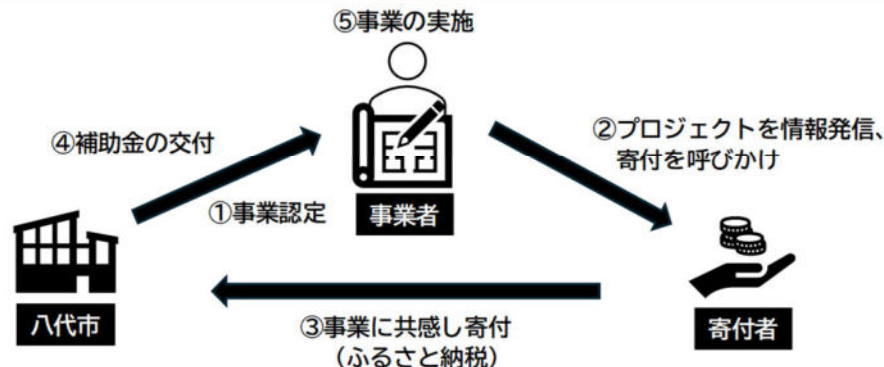 ⑤事業の実施
④補助金の交付
②プロジェクトを情報発信、
寄付を呼びかけ
①事業認定
事業者
八代市
③事業に共感し寄付
（ふるさと納税）
寄付者